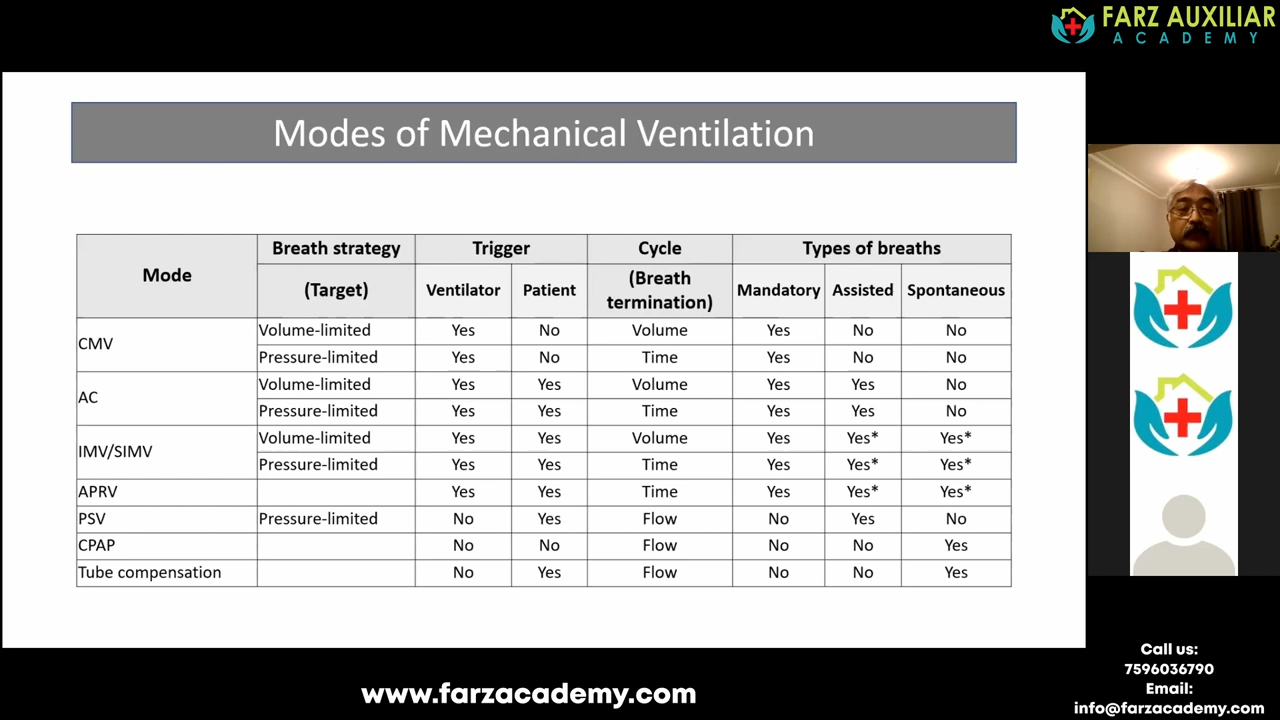 FARZ AUXILIAR
ACADEMY
Modes of Mechanical Ventilation
Mode Breath strategy Trigger Cycle Types of breaths
(Target) Ventilator Patient (Breath termination) Mandatory Assisted Spontaneous
CMV Volume-limited Yes No Volume Yes No No
Pressure-limited Yes No Time Yes No No
AC Volume-limited Yes Yes Volume Yes Yes No
Pressure-limited Yes Yes Time Yes Yes No
IMV/SIMV Volume-limited Yes Yes Volume Yes Yes* Yes*
Pressure-limited Yes Yes Time Yes Yes* Yes*
APRV Yes Yes Time Yes Yes* Yes*
PSV Pressure-limited No Yes Flow No Yes No
CPAP No No Flow No No Yes
Tube compensation No Yes Flow No No Yes
www.farzacademy.com
Call us:
7596036790
Email:
info@farzacademy.com